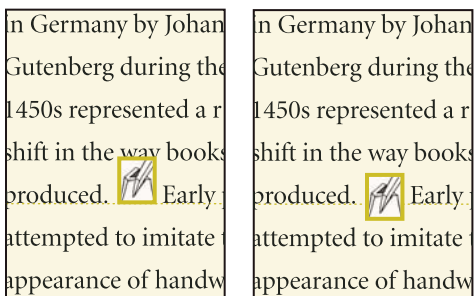 in Germany by Johan
Gutenberg during the
1450s represented a r
shift in the way books
produced. Early
attempted to imitate
appearance of handw
in Germany by Johan
Gutenberg during the
1450s represented a r
shift in the way books
produced. Early
attempted to imitate
appearance of handw